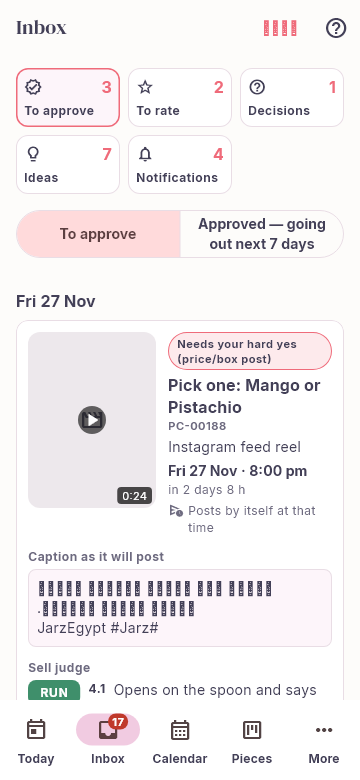 Inbox
3
To approve
2
To rate
1
Decisions
7
Ideas
4
Notifications
To approve
Approved — going
out next 7 days
Fri 27 Nov
Needs your hard yes
(price/box post)
Pick one: Mango or
Pistachio
PC-00188
Instagram feed reel
Fri 27 Nov · 8:00 pm
in 2 days 8 h
Posts by itself at that
time
0:24
Caption as it will post
JarzEgypt #Jarz#
Sell judge
RUN 4.1 Opens on the spoon and says
17
Today Inbox Calendar Pieces More